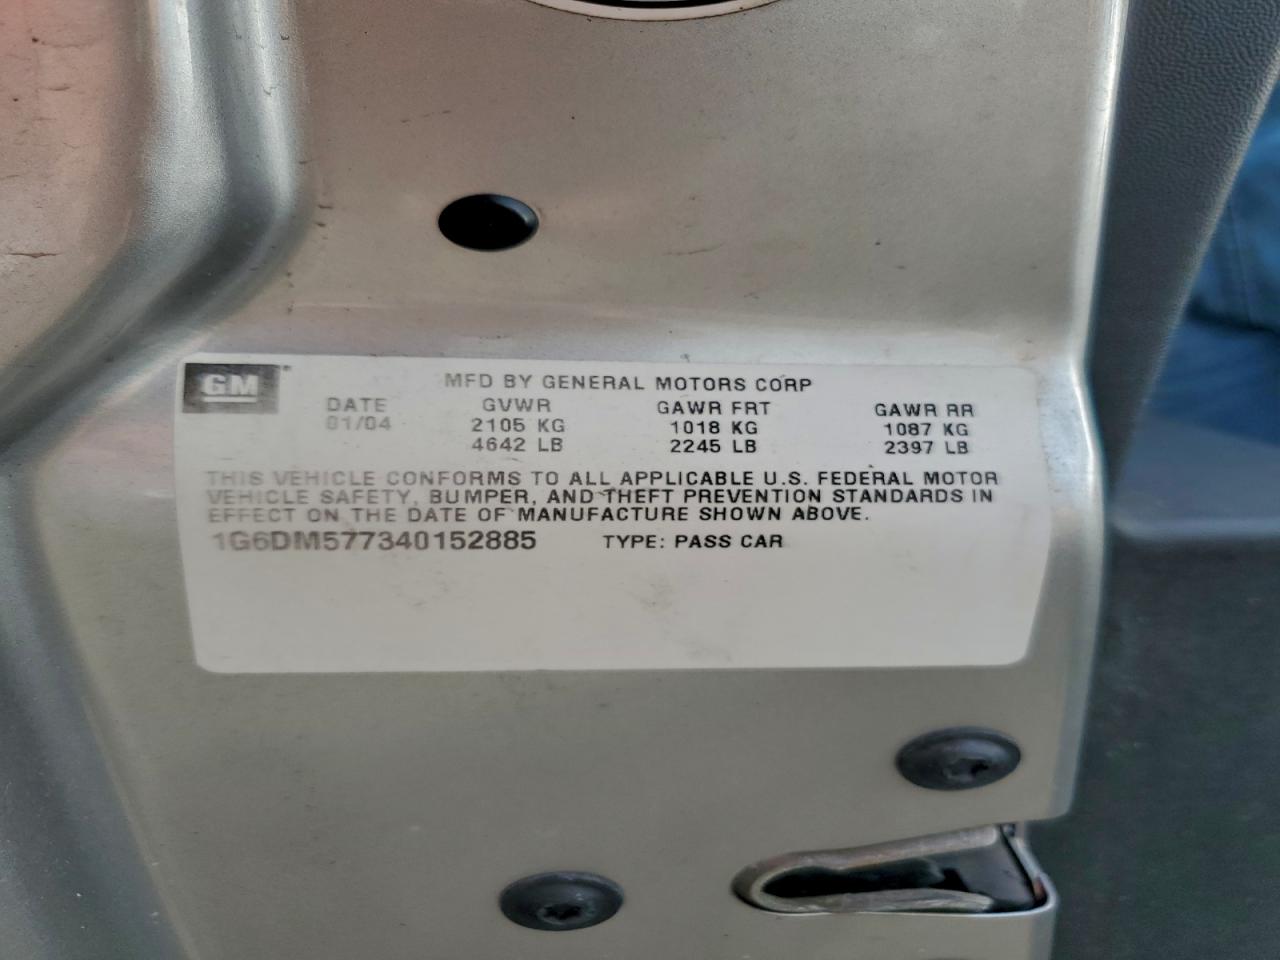 GM
MFD BY GENERAL MOTORS CORP
DATE GVWR GAWR FRT GAWR RR
01/04 2105 KG 1018 KG 1087 KG
4642 LB 2245 LB 2397 LB
THIS VEHICLE CONFORMS TO ALL APPLICABLE U.S. FEDERAL MOTOR
VEHICLE SAFETY, BUMPER, AND THEFT PREVENTION STANDARDS IN
EFFECT ON THE DATE OF MANUFACTURE SHOWN ABOVE.
1G6DM577340152885 TYPE: PASS CAR